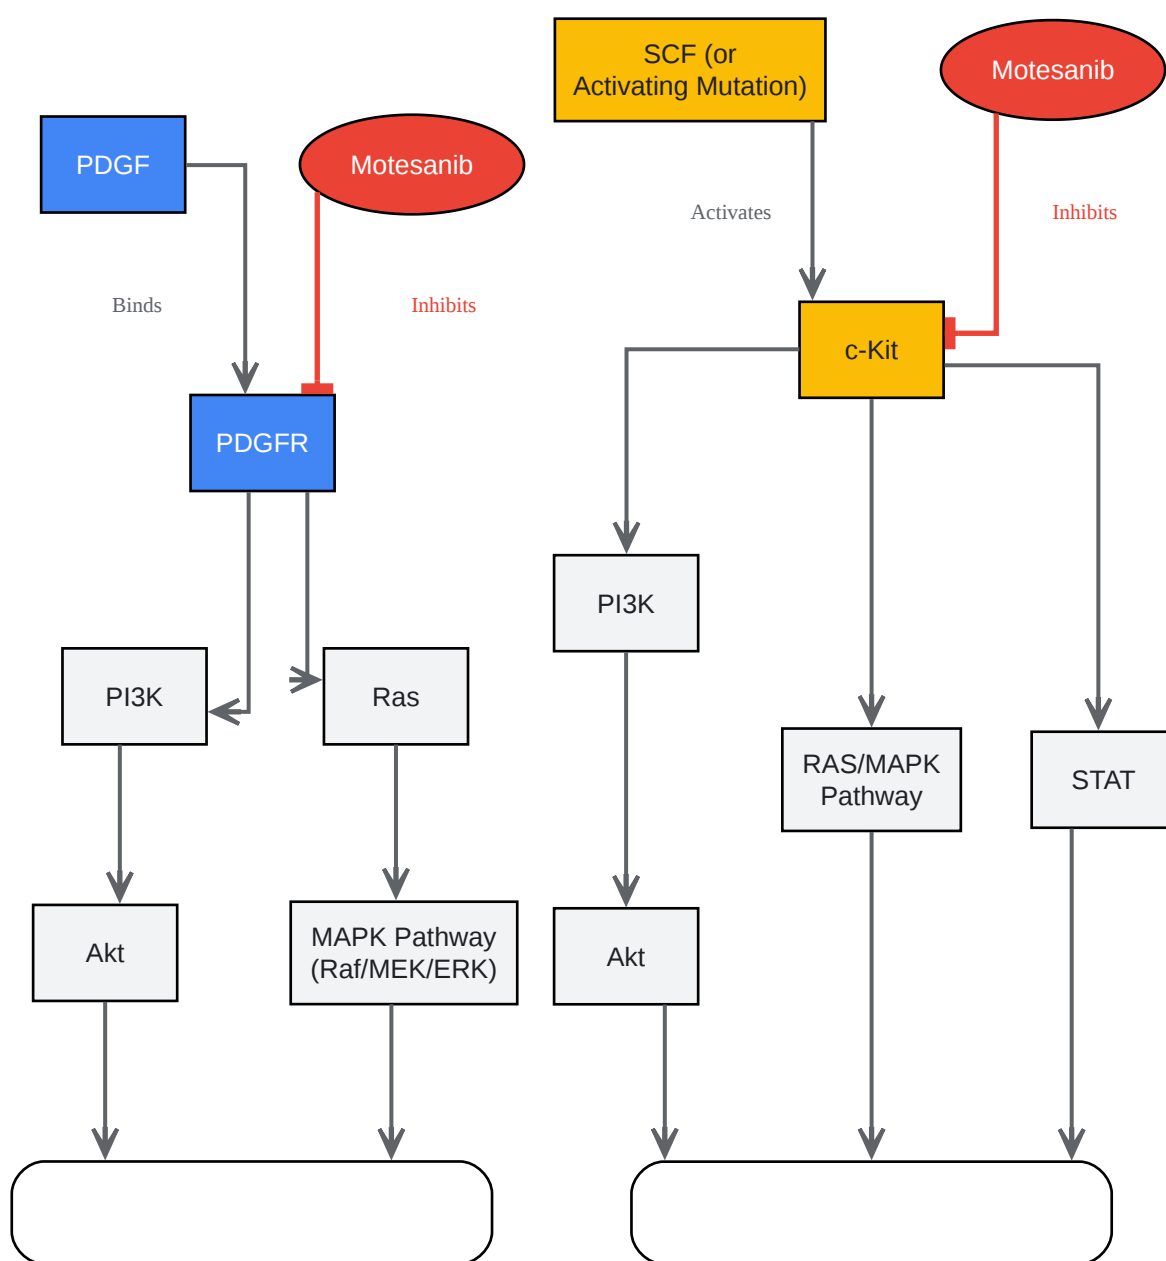 SCF (or
Activating Mutation)
Motesanib
PDGF
Motesanib
Activates
Inhibits
Binds
Inhibits
c-Kit
PDGFR
PI3K
PI3K
Ras
RAS/MAPK
Pathway
STAT
Akt
MAPK Pathway
(Raf/MEK/ERK)
Akt